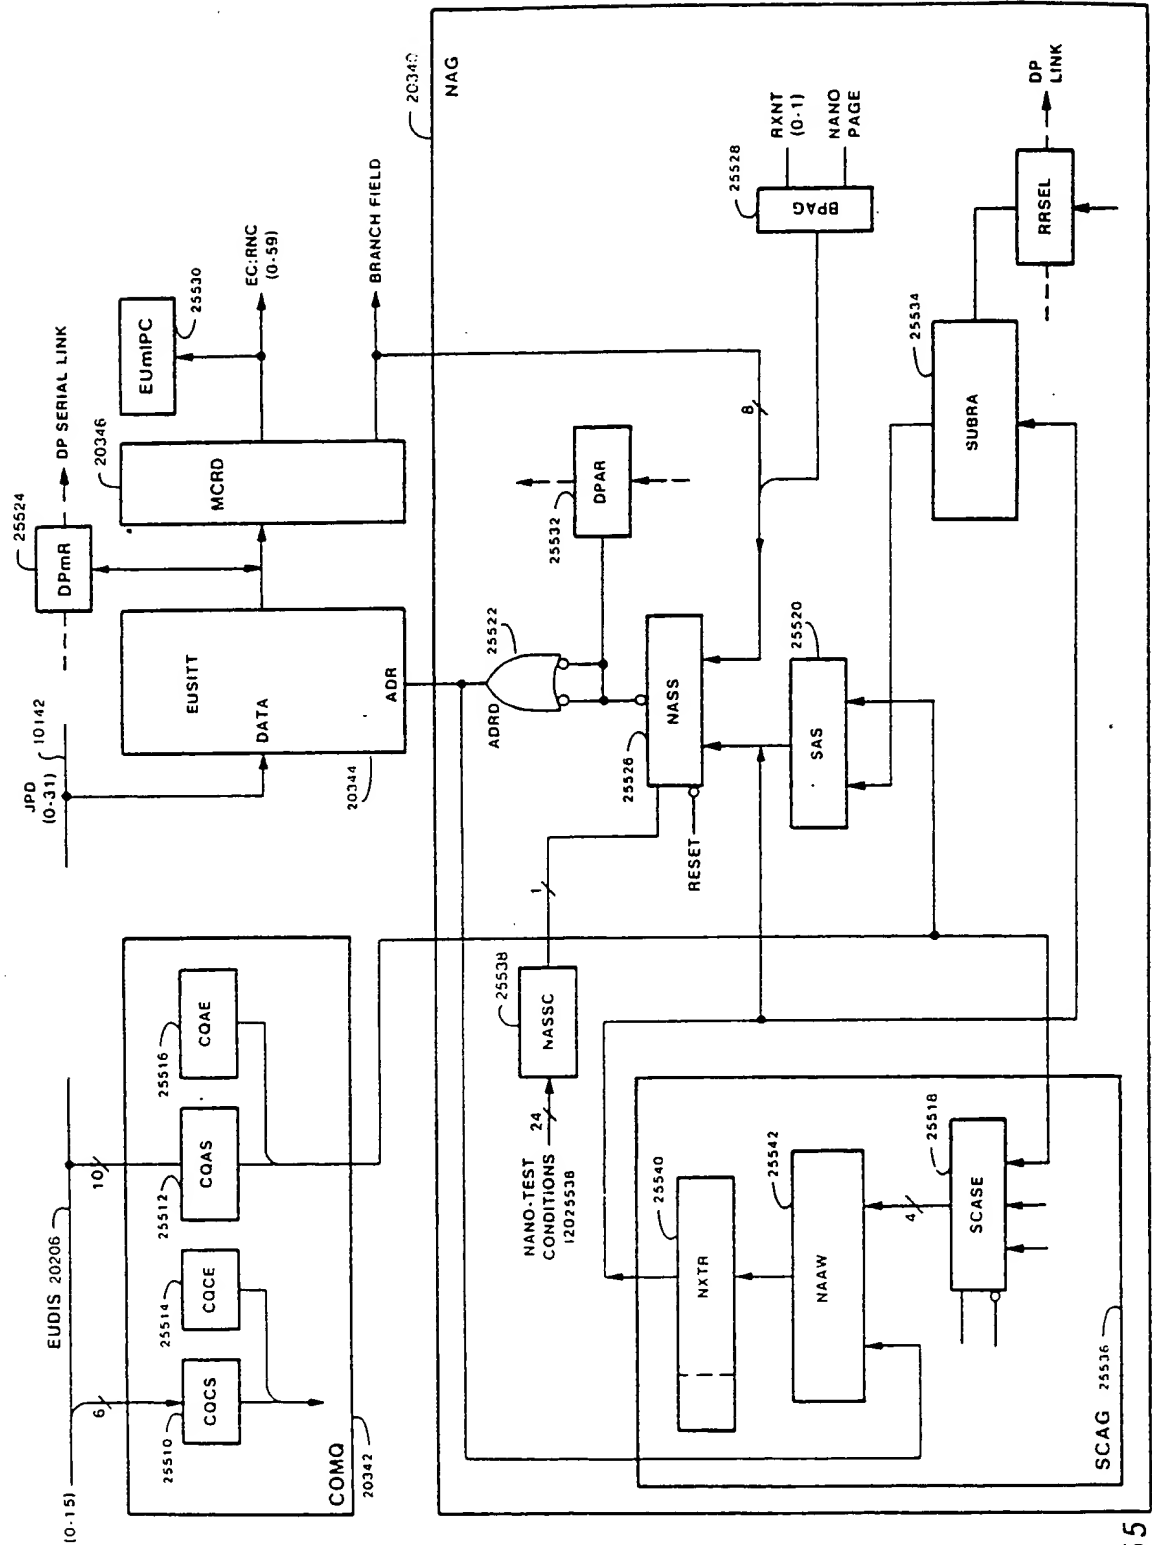 20340
NAG
DP SERIAL LINK
25524
DPmR
20346
MCRD
EUmIPC
25530
EC:RNC
(0-59)
BRANCH FIELD
JPD
(0-31)
10142
EUSITT
DATA
ADR
20344
RXNT
(0-1)
NANO
PAGE
25528
BPAG
DP
LINK
RRSEL
25534
SUBRA
8
DPAR
25532
25522
ADRD
NASS
25526
RESET
25520
SAS
1
25538
NASSC
24
NANO-TEST
CONDITIONS
12025538
EUDIS 20206
(0-15)
10
6
25516
CQAE
CQAS
25512
CQCE
25514
CQCS
25510
COMQ
20342
25540
NXTR
25542
NAAW
4
25518
SCASE
SCAG
25536